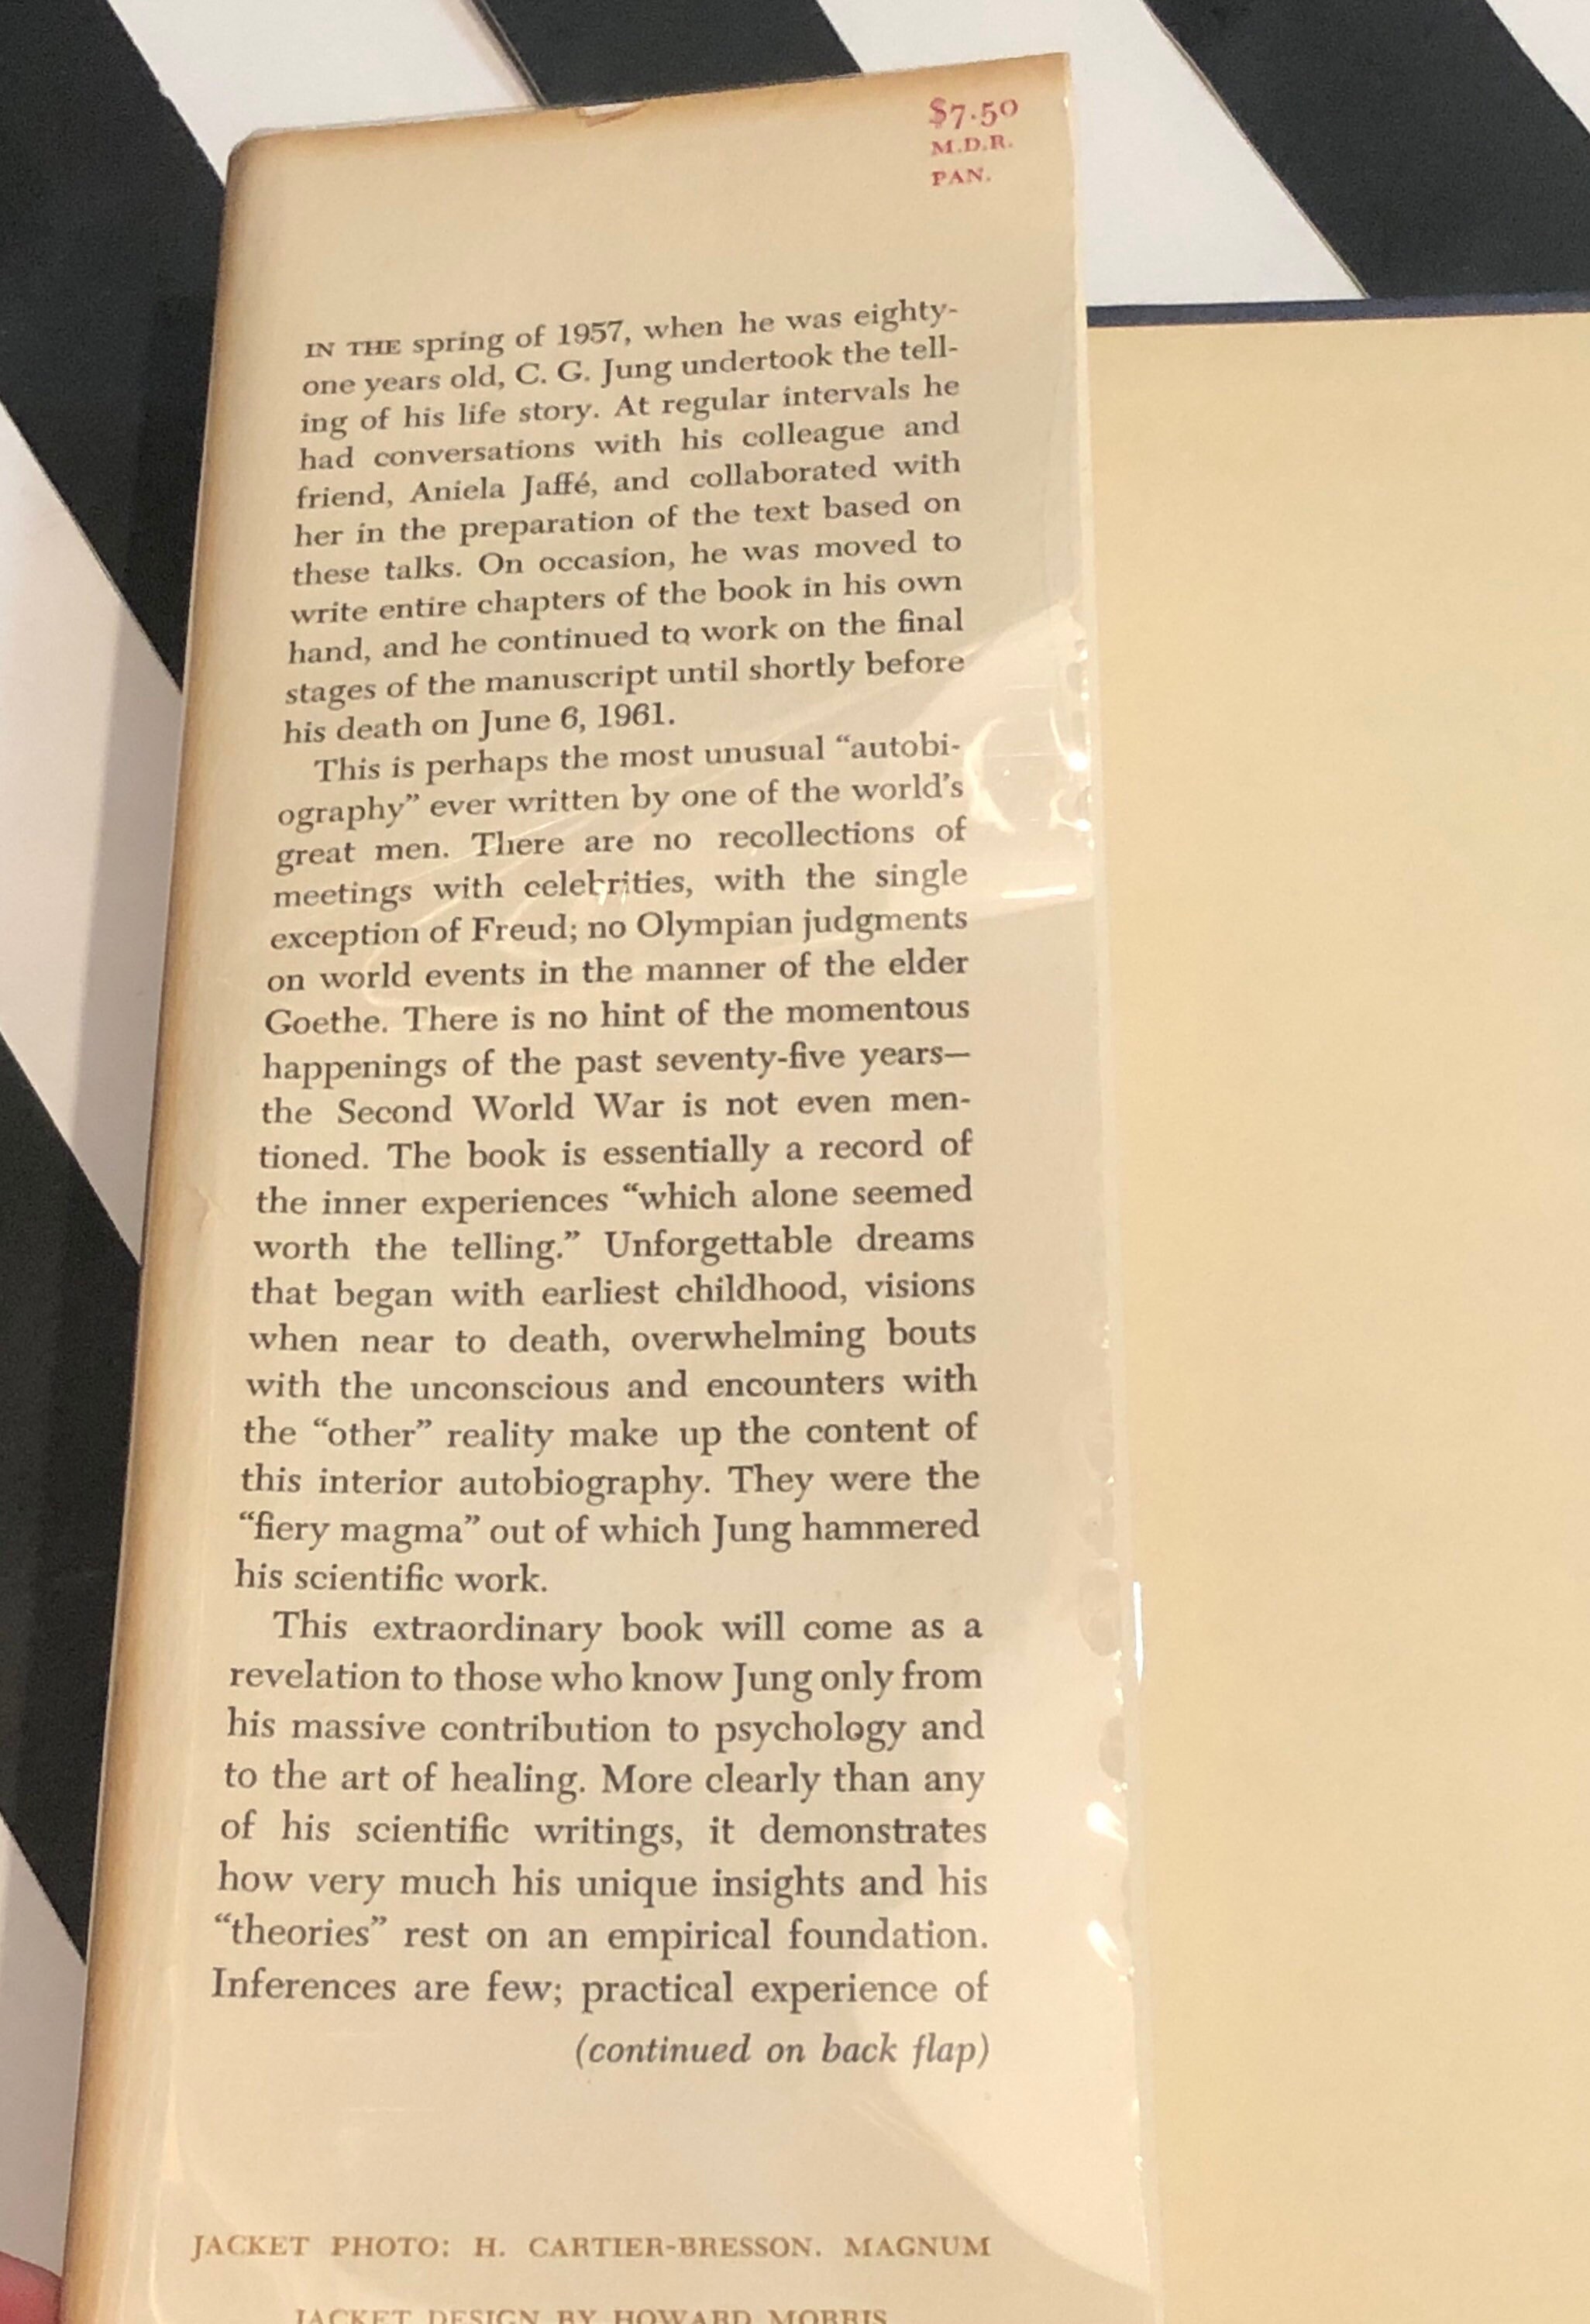 $7.50
M.D.R.
PAN.
IN THE spring of 1957, when he was eighty-
one years old, C. G. Jung undertook the tell-
ing of his life story. At regular intervals he
had conversations with his colleague and
friend, Aniela Jaffé, and collaborated with
her in the preparation of the text based on
these talks. On occasion, he was moved to
write entire chapters of the book in his own
hand, and he continued to work on the final
stages of the manuscript until shortly before
his death on June 6, 1961.
This is perhaps the most unusual “autobi-
ography” ever written by one of the world’s
great men. There are no recollections of
meetings with celebrities, with the single
exception of Freud; no Olympian judgments
on world events in the manner of the elder
Goethe. There is no hint of the momentous
happenings of the past seventy-five years—
the Second World War is not even men-
tioned. The book is essentially a record of
the inner experiences “which alone seemed
worth the telling.” Unforgettable dreams
that began with earliest childhood, visions
when near to death, overwhelming bouts
with the unconscious and encounters with
the “other” reality make up the content of
this interior autobiography. They were the
“fiery magma” out of which Jung hammered
his scientific work.
This extraordinary book will come as a
revelation to those who know Jung only from
his massive contribution to psychology and
to the art of healing. More clearly than any
of his scientific writings, it demonstrates
how very much his unique insights and his
“theories” rest on an empirical foundation.
Inferences are few; practical experience of
(continued on back flap)
JACKET PHOTO: H. CARTIER-BRESSON. MAGNUM
JACKET DESIGN BY HOWARD MORRIS